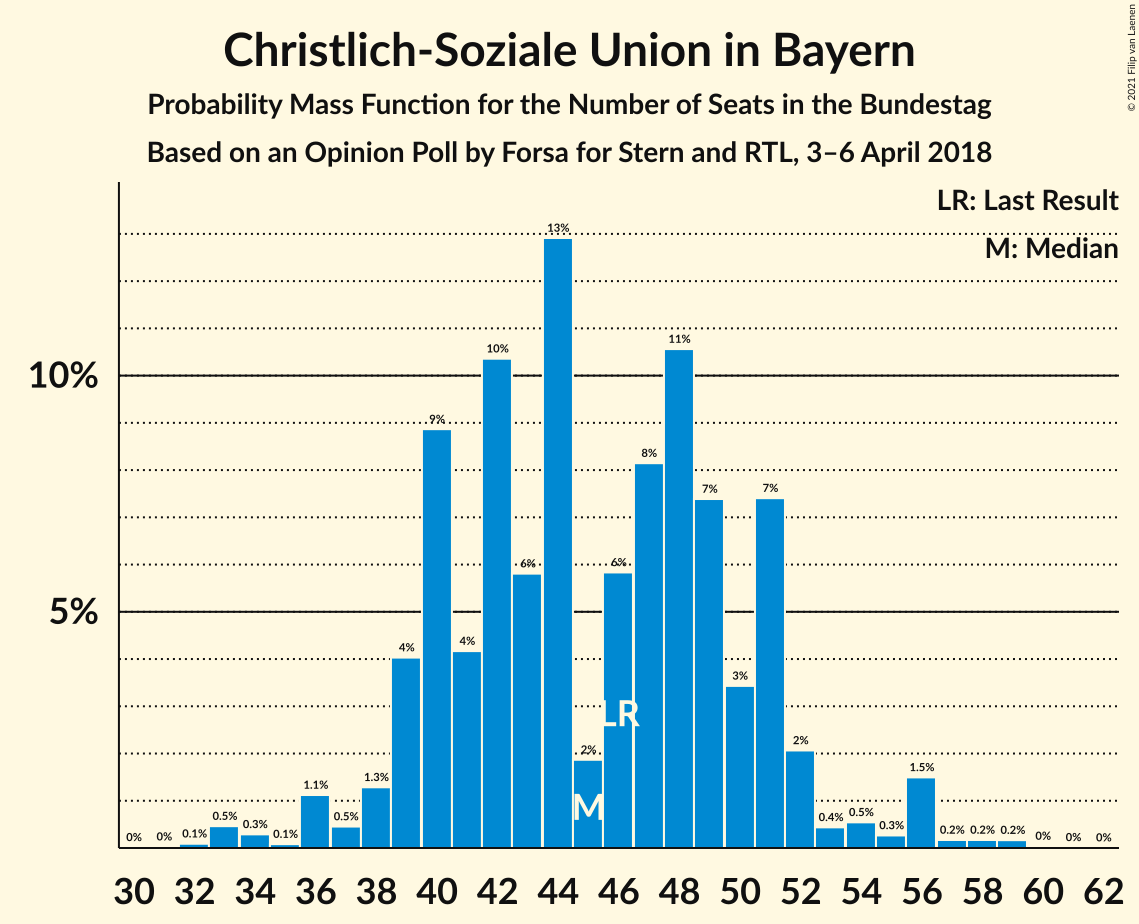 Christlich-Soziale Union in Bayern
Probability Mass Function for the Number of Seats in the Bundestag
Based on an Opinion Poll by Forsa for Stern and RTL, 3–6 April 2018
© 2021 Filip van Laenen
LR: Last Result
M: Median
10%
5%
0% 0% 0.1% 0.5% 0.3% 0.1% 1.1% 0.5% 1.3% 4% 9% 4% 10% 6% 13% 2% 6% 8% 11% 7% 3% 7% 2% 0.4% 0.5% 0.3% 1.5% 0.2% 0.2% 0.2% 0% 0% 0%
LR
M
30 32 34 36 38 40 42 44 46 48 50 52 54 56 58 60 62